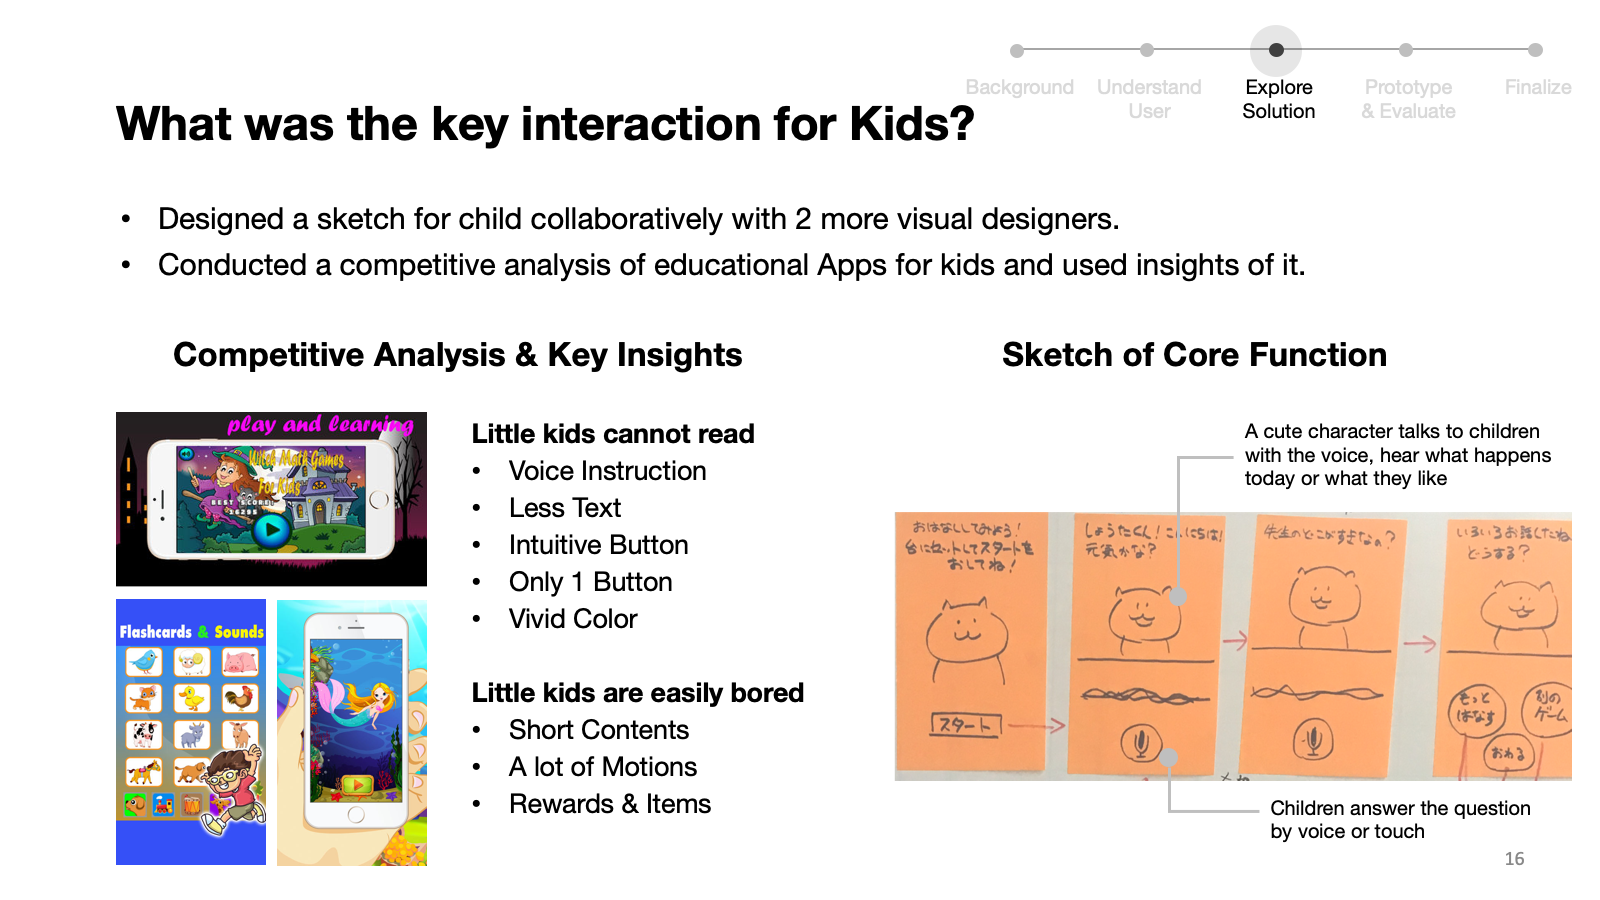 Background
Understand
User
Explore
Solution
Prototype
& Evaluate
Finalize
What was the key interaction for Kids?
• Designed a sketch for child collaboratively with 2 more visual designers.
• Conducted a competitive analysis of educational Apps for kids and used insights of it.
Competitive Analysis & Key Insights
play and learning
Witch Math Games
For Kids
BEST SCORE:
Flashcards & Sounds
Little kids cannot read
• Voice Instruction
• Less Text
• Intuitive Button
• Only 1 Button
• Vivid Color
Little kids are easily bored
• Short Contents
• A lot of Motions
• Rewards & Items
Sketch of Core Function
A cute character talks to children
with the voice, hear what happens
today or what they like
おはなししてみよう!
台にセットしてスタートを
おしてね!
スタート
しょうたくん!こんにちは!
元気かな?
先生のどこがすきなの?
いろいろお話したね
どうする?
もっと
はなす
別の
ゲーム
おわる
Children answer the question
by voice or touch
16